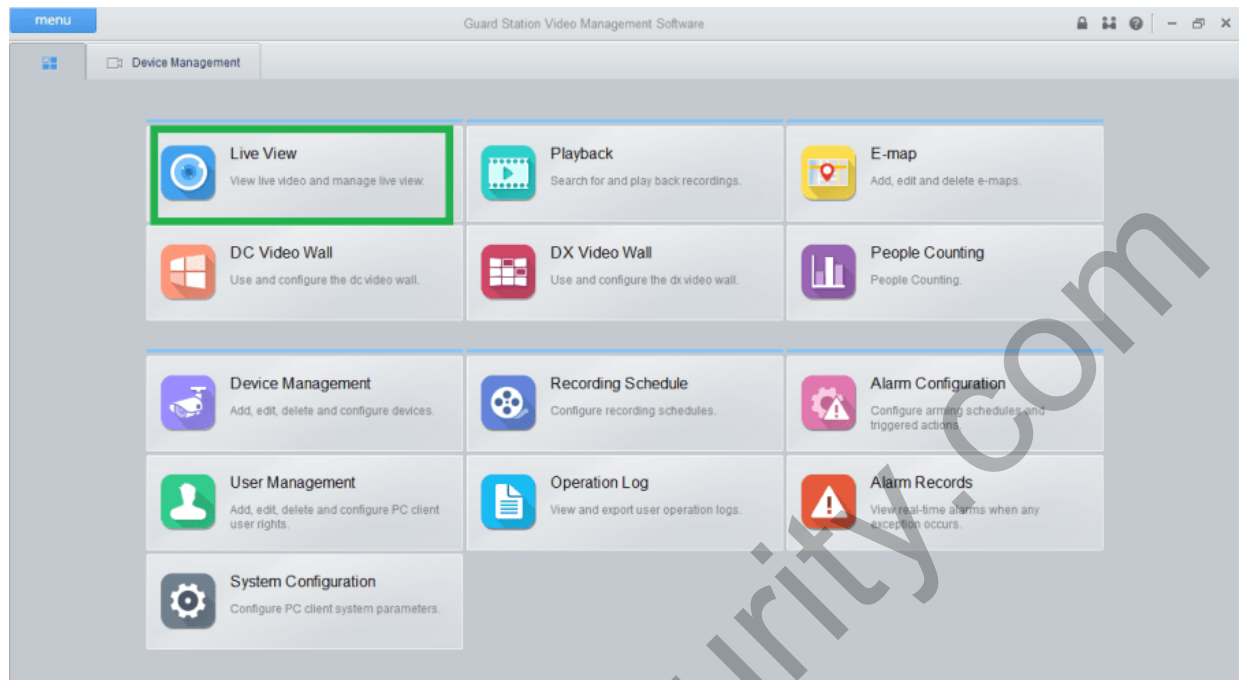 menu
Guard Station Video Management Software
Device Management
Live View
View live video and manage live view.
Playback
Search for and play back recordings.
E-map
Add, edit and delete e-maps.
DC Video Wall
Use and configure the dc video wall.
DX Video Wall
Use and configure the dx video wall.
People Counting
People Counting.
Device Management
Add, edit, delete and configure devices.
Recording Schedule
Configure recording schedules.
Alarm Configuration
Configure arming schedules and
triggered actions.
User Management
Add, edit, delete and configure PC client
user rights.
Operation Log
View and export user operation logs.
Alarm Records
View real-time alarms when any
exception occurs.
System Configuration
Configure PC client system parameters.
urity.com